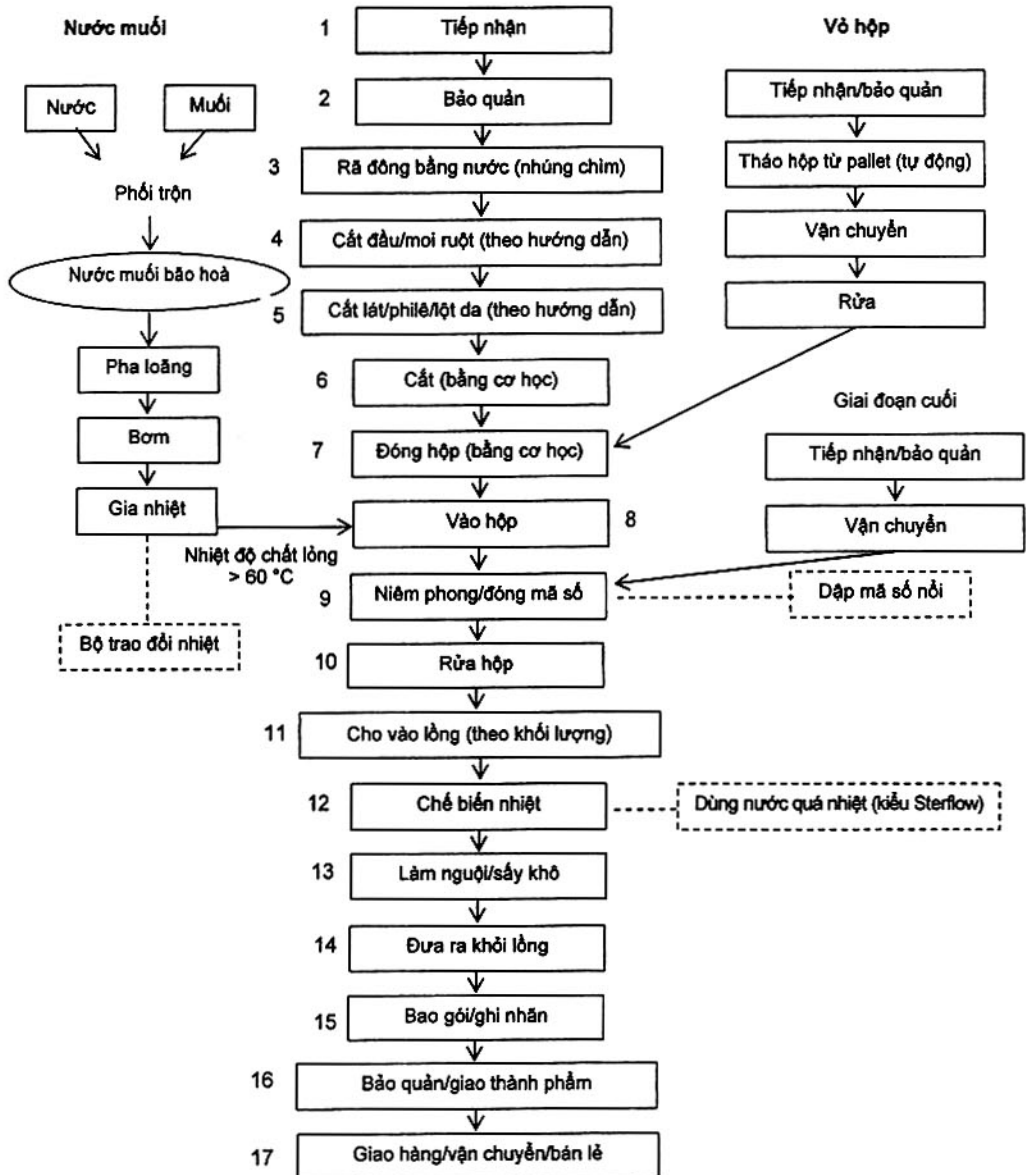 Nước muối
Nước
Muối
Phối trộn
Nước muối bão hoà
Pha loãng
Bơm
Gia nhiệt
Nhiệt độ chất lỏng
> 60 °C
Bộ trao đổi nhiệt
1 Tiếp nhận
2 Bảo quản
3 Rã đông bằng nước (nhúng chìm)
4 Cắt đầu/moi ruột (theo hướng dẫn)
5 Cắt lát/philê/lột da (theo hướng dẫn)
6 Cắt (bằng cơ học)
7 Đóng hộp (bằng cơ học)
Vào hộp 8
9 Niêm phong/đóng mã số
10 Rửa hộp
11 Cho vào lồng (theo khối lượng)
12 Chế biến nhiệt
13 Làm nguội/sấy khô
14 Đưa ra khỏi lồng
15 Bao gói/ghi nhãn
16 Bảo quản/giao thành phẩm
17 Giao hàng/vận chuyển/bán lẻ
Vỏ hộp
Tiếp nhận/bảo quản
Tháo hộp từ pallet (tự động)
Vận chuyển
Rửa
Giai đoạn cuối
Tiếp nhận/bảo quản
Vận chuyển
Dập mã số nổi
Dùng nước quá nhiệt (kiểu Sterflow)